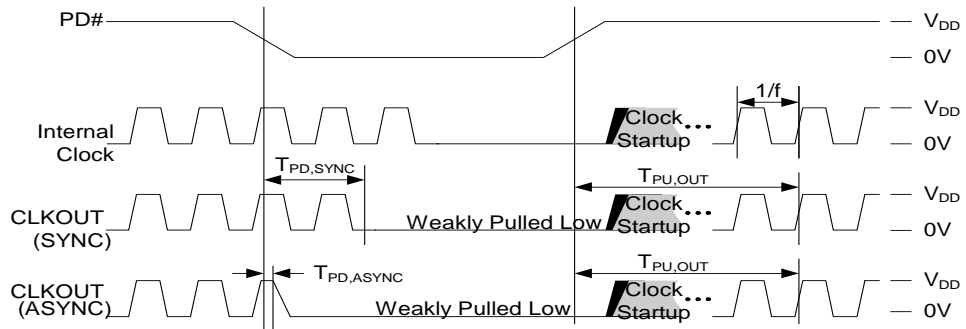 PD#
V_DD
0V
1/f
Internal
Clock
Clock
Startup
...
V_DD
0V
T_PD,SYNC
T_PU,OUT
CLKOUT
(SYNC)
Weakly Pulled Low
Clock
Startup
...
V_DD
0V
T_PD,ASYNC
T_PU,OUT
CLKOUT
(ASYNC)
Weakly Pulled Low
Clock
Startup
...
V_DD
0V